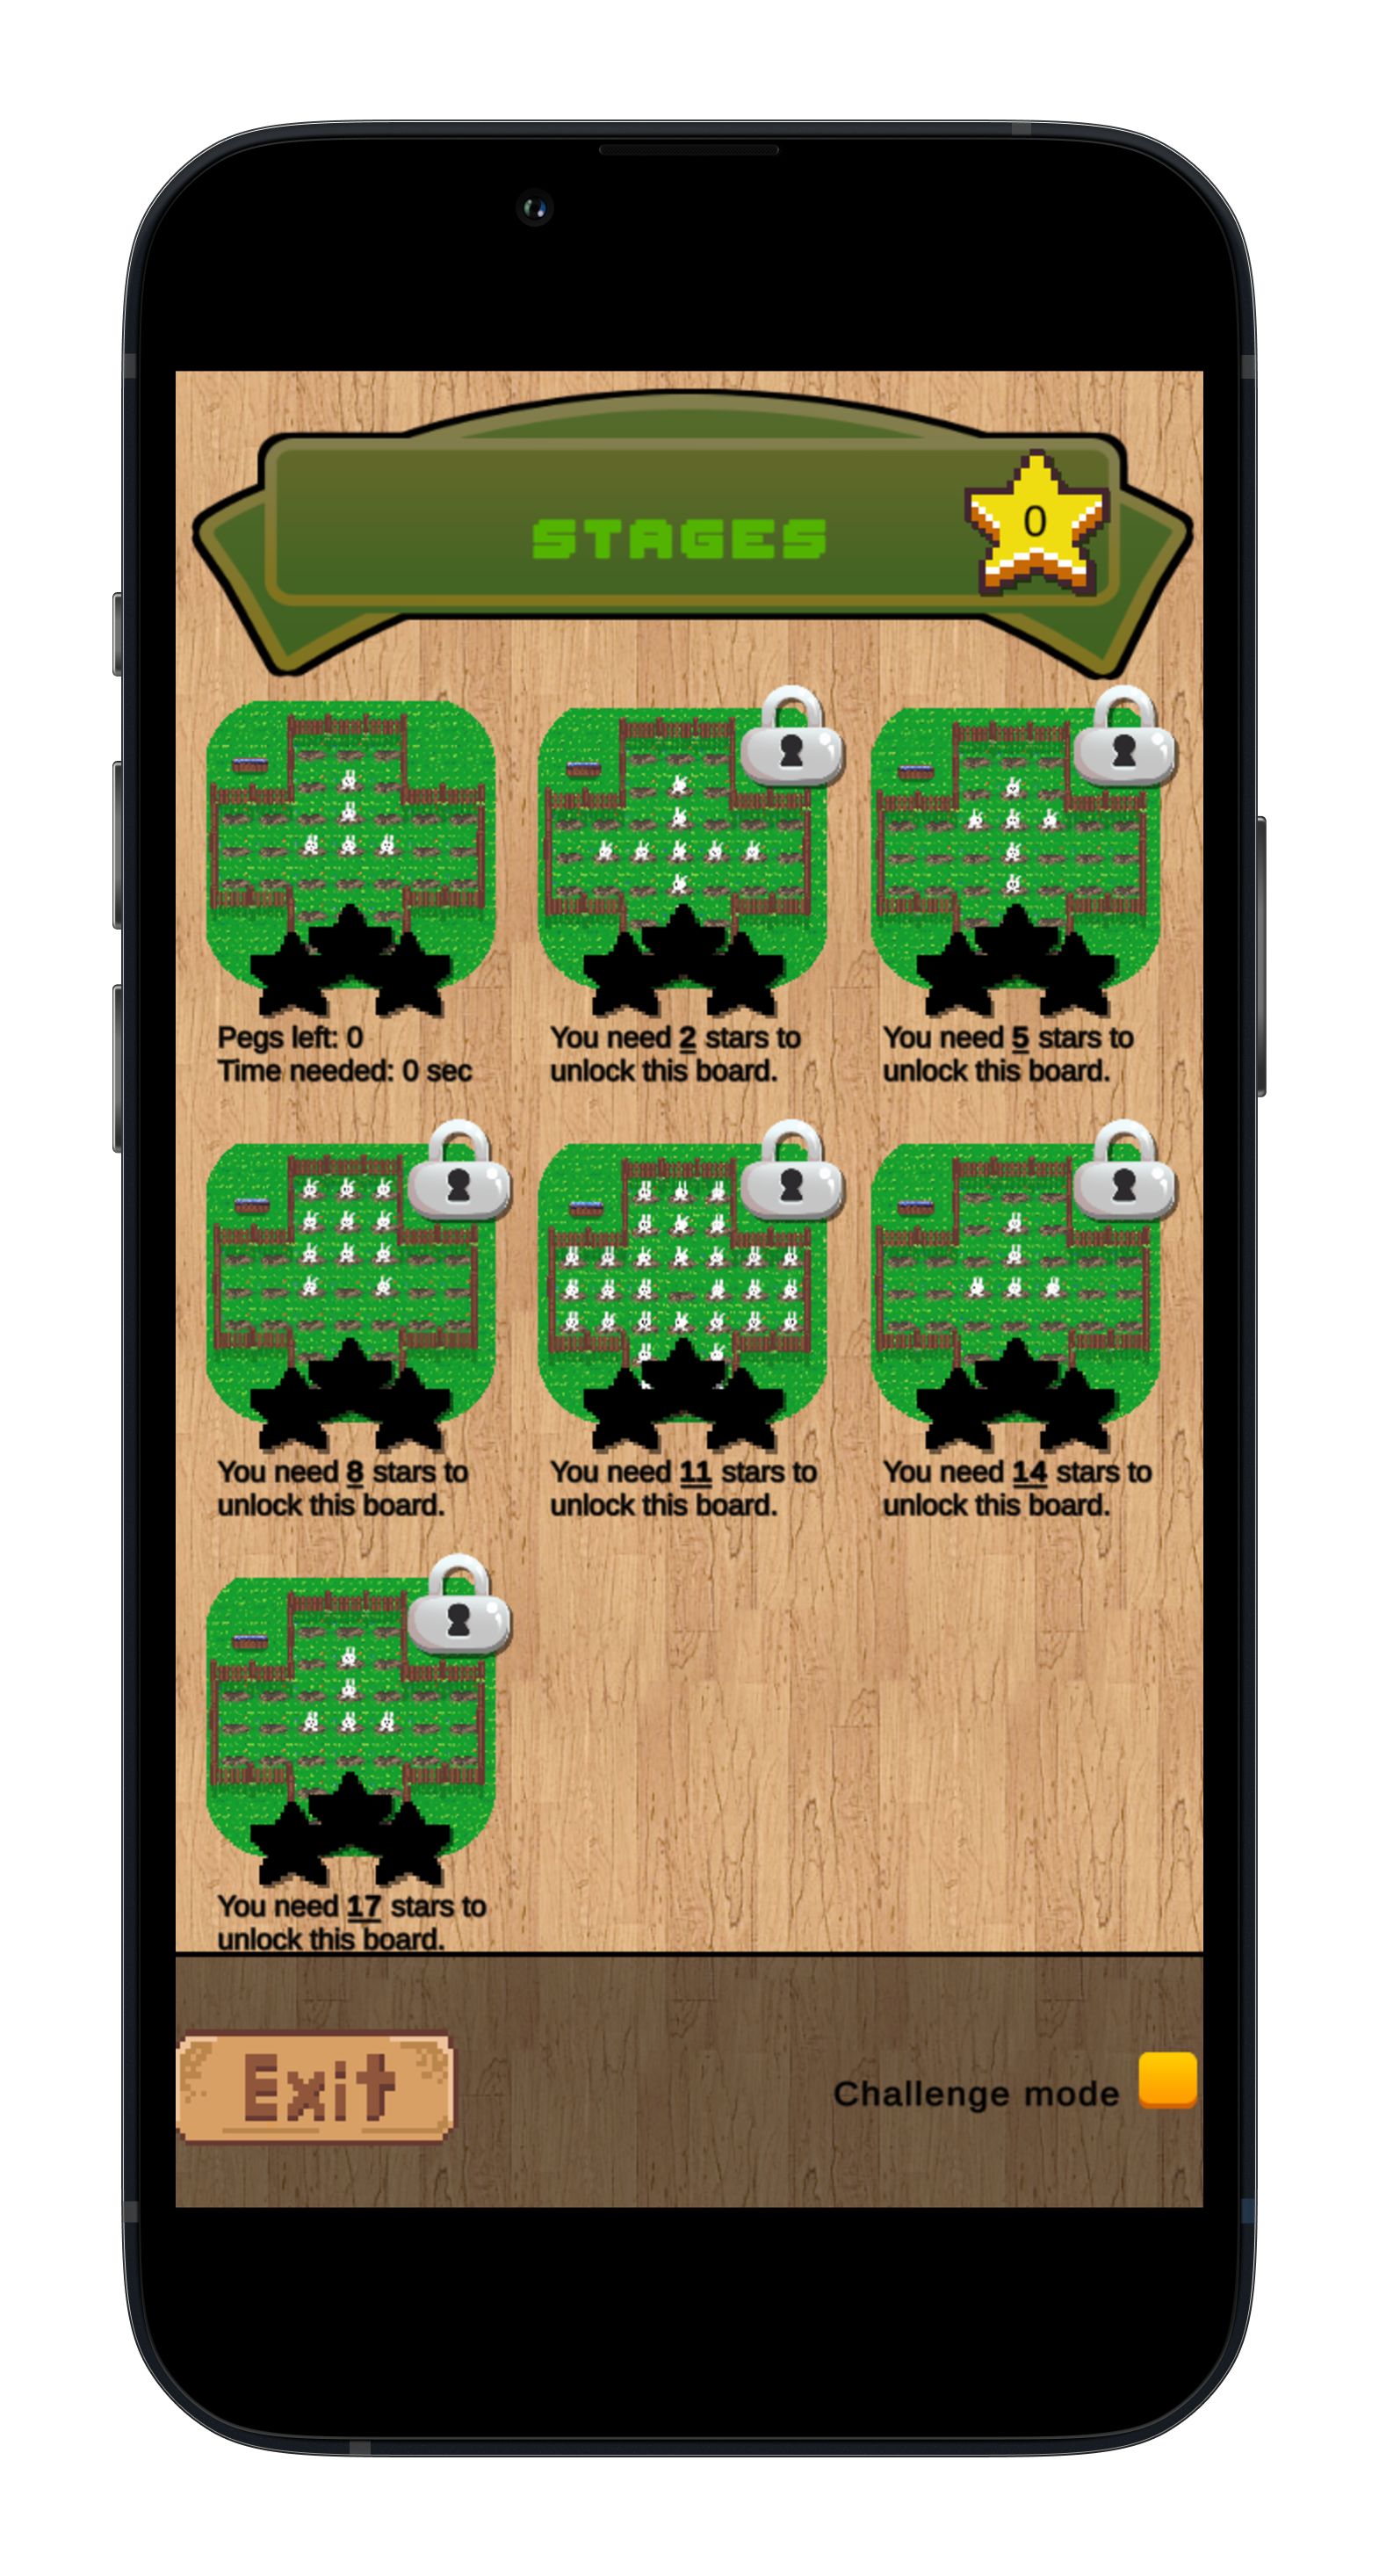 STAGES
0
Pegs left: 0
Time needed: 0 sec
You need 2 stars to
unlock this board.
You need 5 stars to
unlock this board.
You need 8 stars to
unlock this board.
You need 11 stars to
unlock this board.
You need 14 stars to
unlock this board.
You need 17 stars to
unlock this board.
Exit
Challenge mode